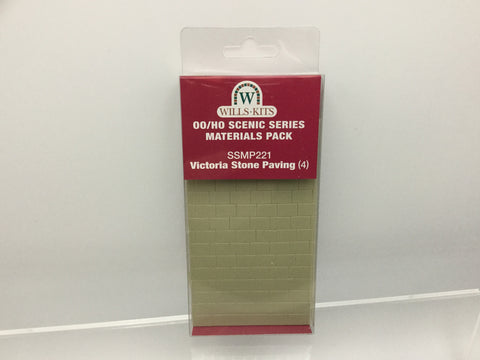 W
WILLS·KITS
OO/HO SCENIC SERIES
MATERIALS PACK
SSMP221
Victoria Stone Paving (4)